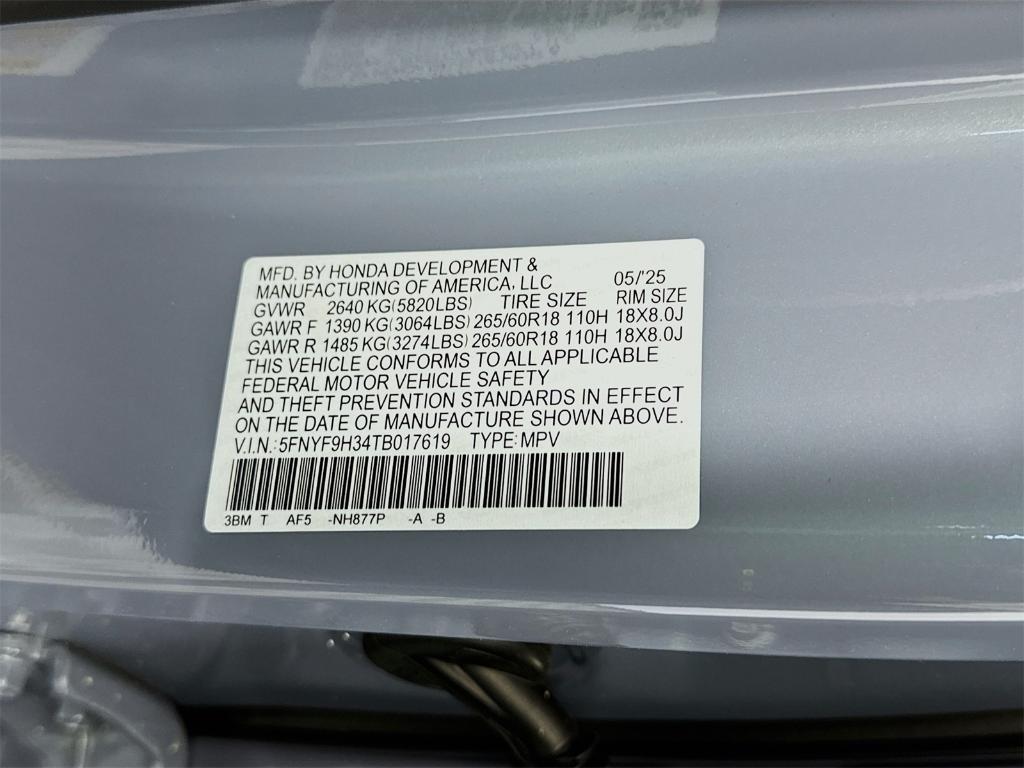 MFD. BY HONDA DEVELOPMENT &
MANUFACTURING OF AMERICA, LLC 05/'25
GVWR 2640 KG(5820LBS) TIRE SIZE RIM SIZE
GAWR F 1390 KG(3064LBS) 265/60R18 110H 18X8.0J
GAWR R 1485 KG(3274LBS) 265/60R18 110H 18X8.0J
THIS VEHICLE CONFORMS TO ALL APPLICABLE
FEDERAL MOTOR VEHICLE SAFETY
AND THEFT PREVENTION STANDARDS IN EFFECT
ON THE DATE OF MANUFACTURE SHOWN ABOVE.
V.I.N.: 5FNYF9H34TB017619 TYPE: MPV
3BM T AF5 -NH877P -A -B